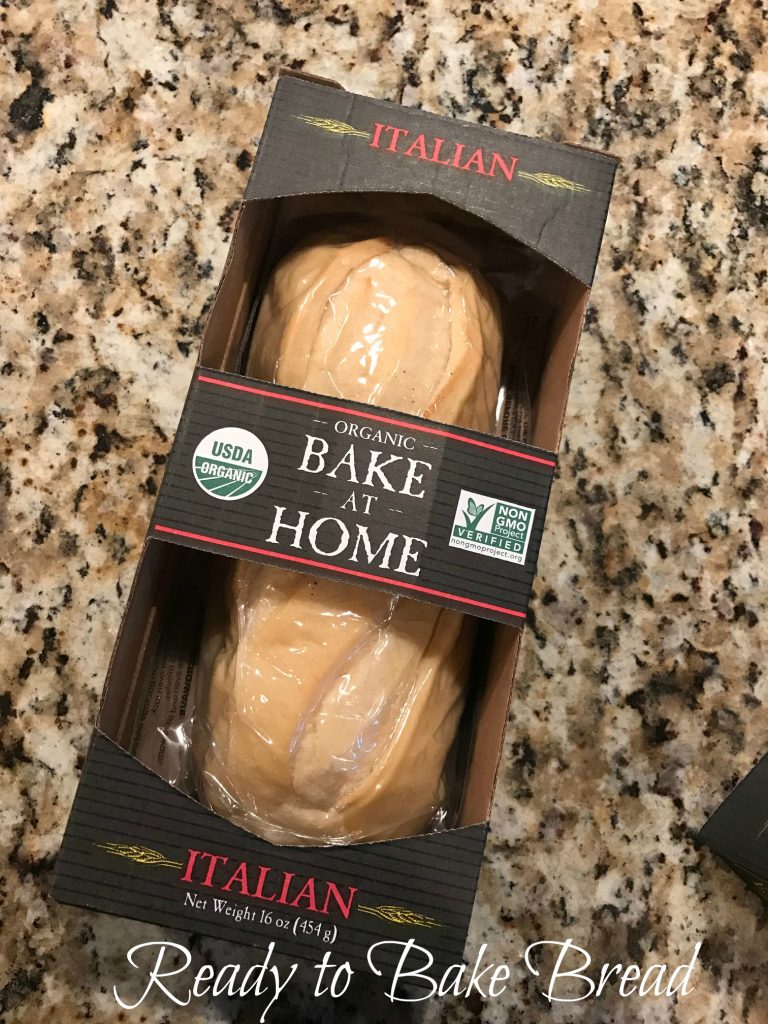 ITALIAN
-- ORGANIC --
BAKE
-- AT --
HOME
USDA
ORGANIC
NON
GMO
Project
VERIFIED
nongmoproject.org
ITALIAN
Net Weight 16 oz (454 g)
Ready to Bake Bread